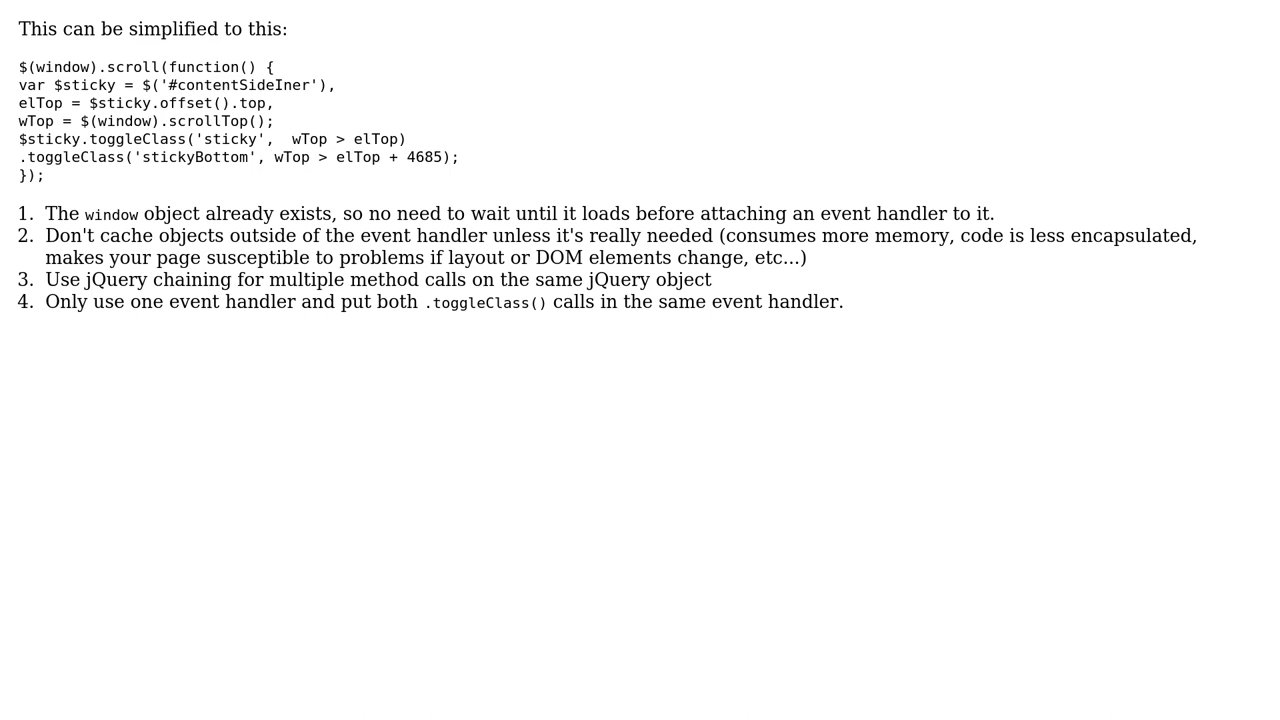 This can be simplified to this:
$(window).scroll(function() {
var $sticky = $('#contentSideIner'),
elTop = $sticky.offset().top,
wTop = $(window).scrollTop();
$sticky.toggleClass('sticky',  wTop > elTop)
.toggleClass('stickyBottom', wTop > elTop + 4685);
});
1. The window object already exists, so no need to wait until it loads before attaching an event handler to it.
2. Don't cache objects outside of the event handler unless it's really needed (consumes more memory, code is less encapsulated,
makes your page susceptible to problems if layout or DOM elements change, etc...)
3. Use jQuery chaining for multiple method calls on the same jQuery object
4. Only use one event handler and put both .toggleClass() calls in the same event handler.